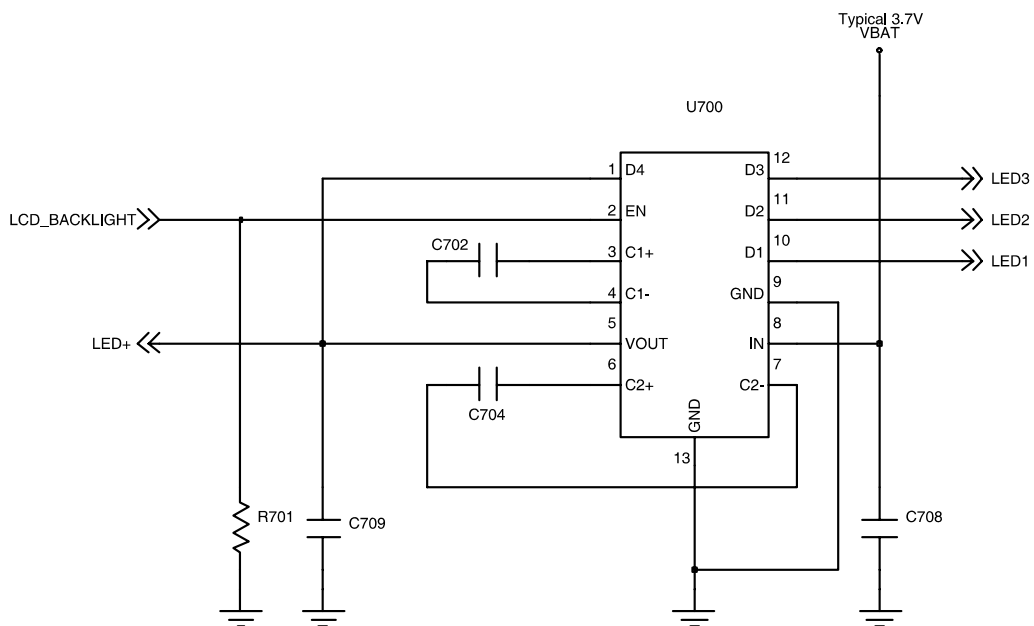 Typical 3.7V
VBAT
U700
1 D4 D3 12 LED3
LCD_BACKLIGHT 2 EN D2 11 LED2
C702 3 C1+ D1 10 LED1
4 C1- GND 9
LED+ 5 VOUT IN 8
6 C2+ C2- 7
C704
GND
13
R701 C709 C708